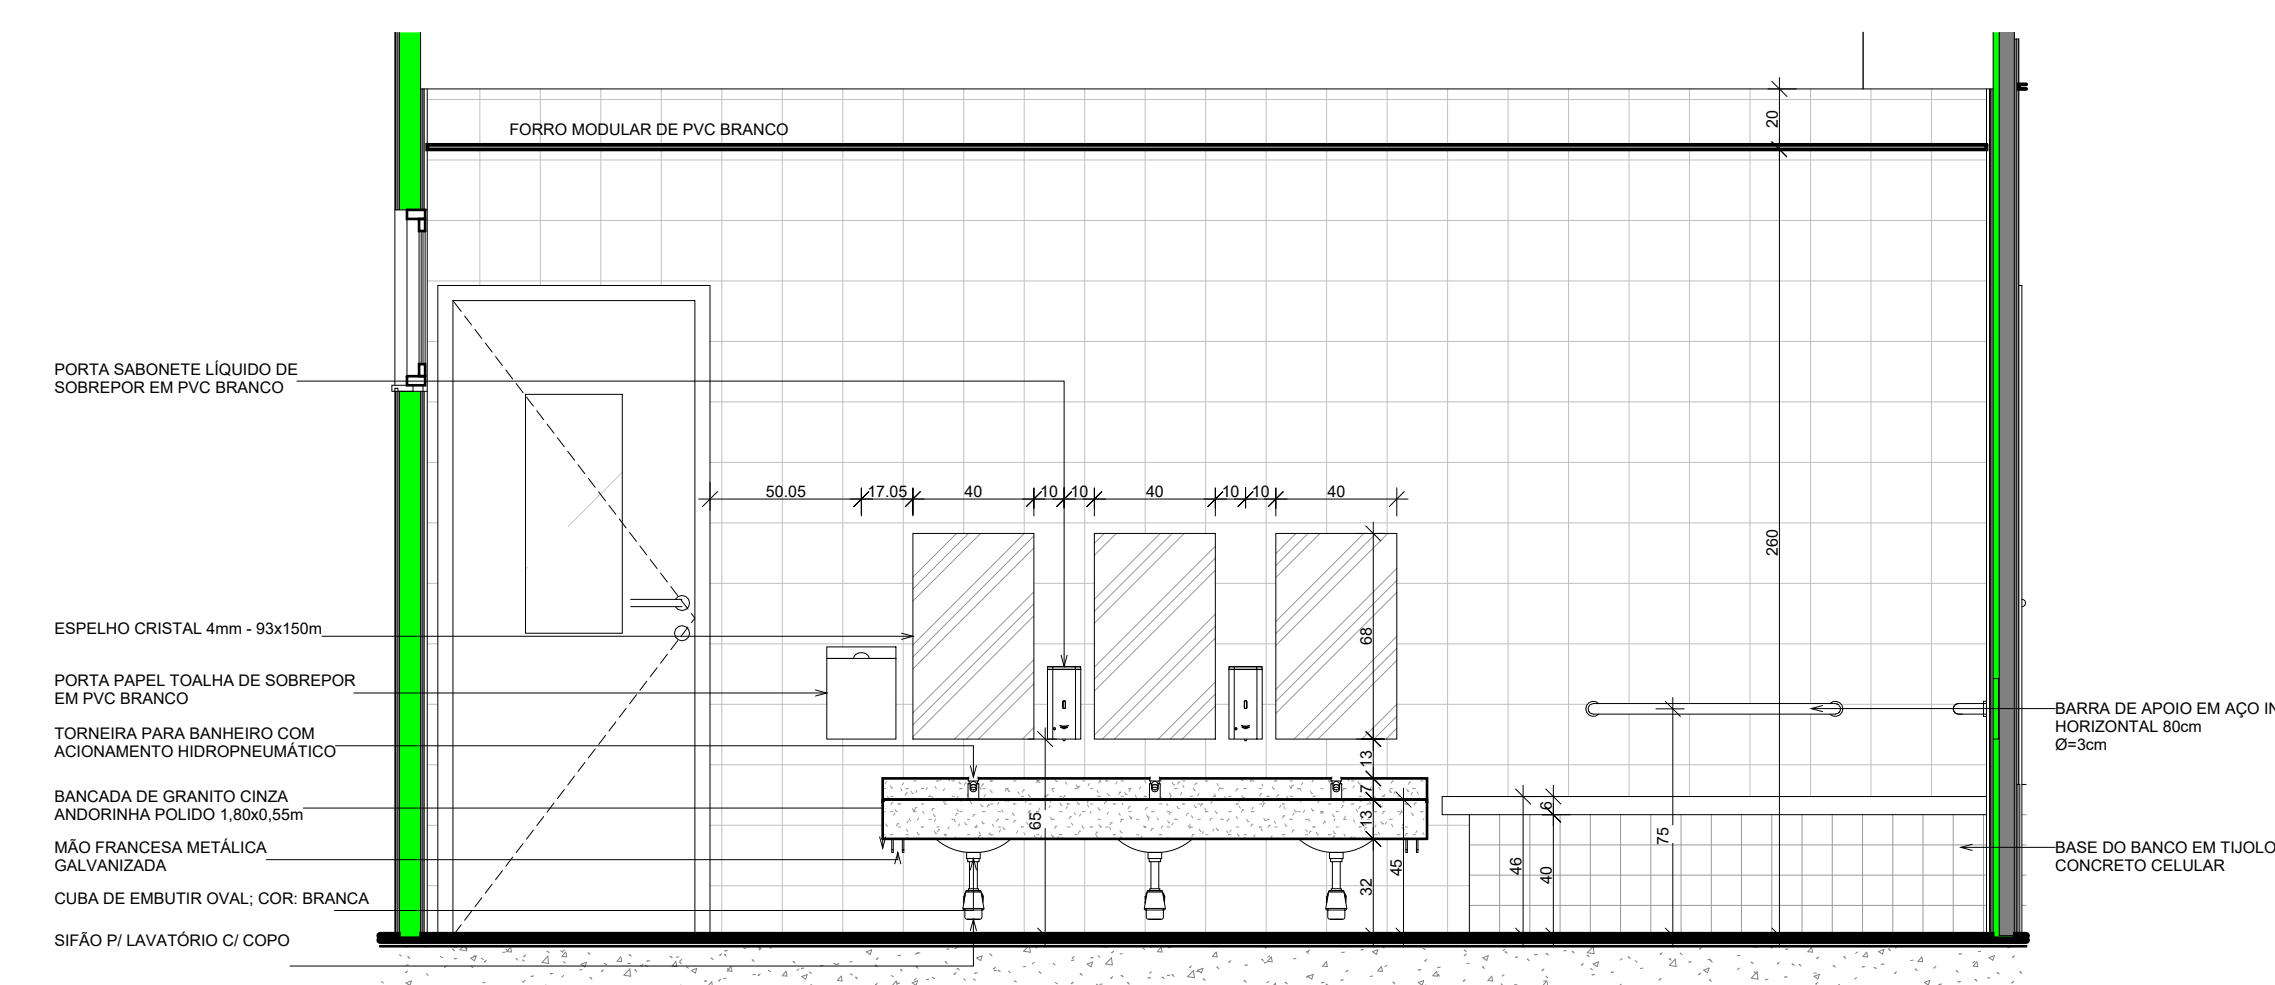 FORRO MODULAR DE PVC BRANCO
20
PORTA SABONETE LÍQUIDO DE
SOBREPOR EM PVC BRANCO
50.05
17.05
40
10
10
40
10
10
40
260
ESPELHO CRISTAL 4mm - 93x150m
68
PORTA PAPEL TOALHA DE SOBREPOR
EM PVC BRANCO
BARRA DE APOIO EM AÇO IN
HORIZONTAL 80cm
Ø=3cm
TORNEIRA PARA BANHEIRO COM
ACIONAMENTO HIDROPNEUMÁTICO
13
7
13
65
6
75
BANCADA DE GRANITO CINZA
ANDORINHA POLIDO 1,80x0,55m
MÃO FRANCESA METÁLICA
GALVANIZADA
BASE DO BANCO EM TIJOLO
CONCRETO CELULAR
32
45
46
40
CUBA DE EMBUTIR OVAL; COR: BRANCA
SIFÃO P/ LAVATÓRIO C/ COPO